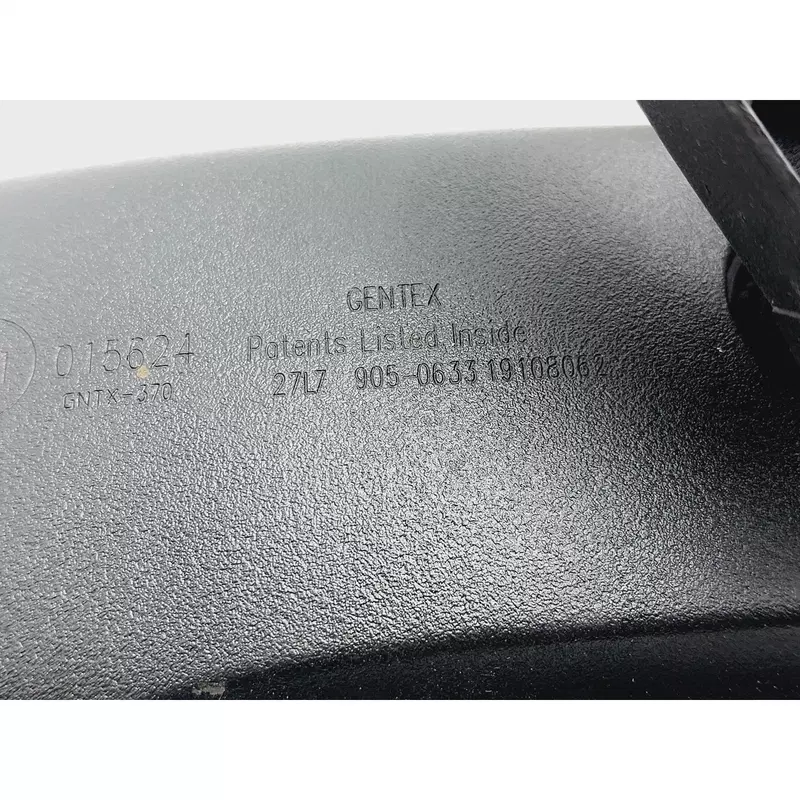 GENTEX
015624 Patents Listed Inside
GNTX-370 27L7 905-0633 19108062